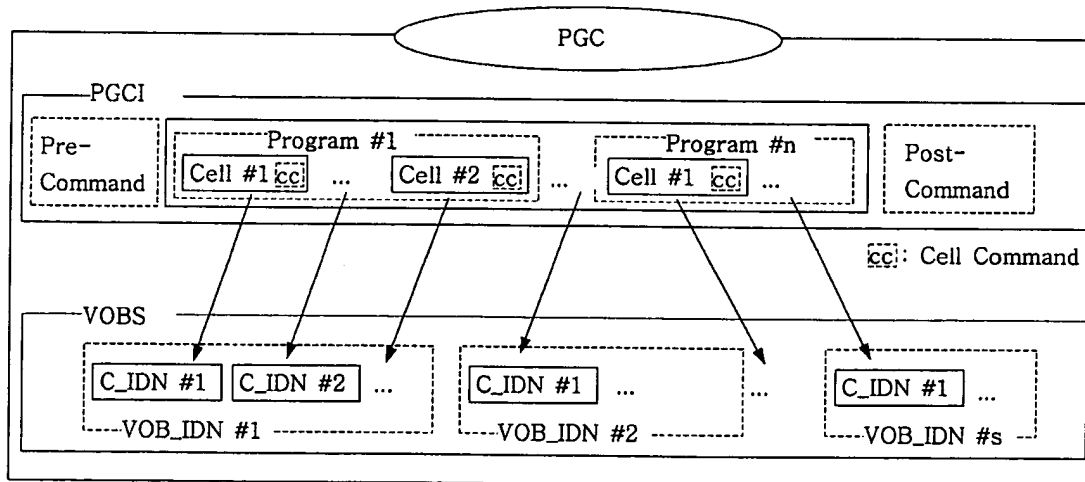 PGC
PGCI
Pre-
Command
Program #1
Cell #1 cc ... Cell #2 cc ...
Program #n
Cell #1 cc ...
Post-
Command
cc: Cell Command
VOBS
C_IDN #1 C_IDN #2 ...
VOB_IDN #1
C_IDN #1 ...
VOB_IDN #2
...
C_IDN #1 ...
VOB_IDN #s